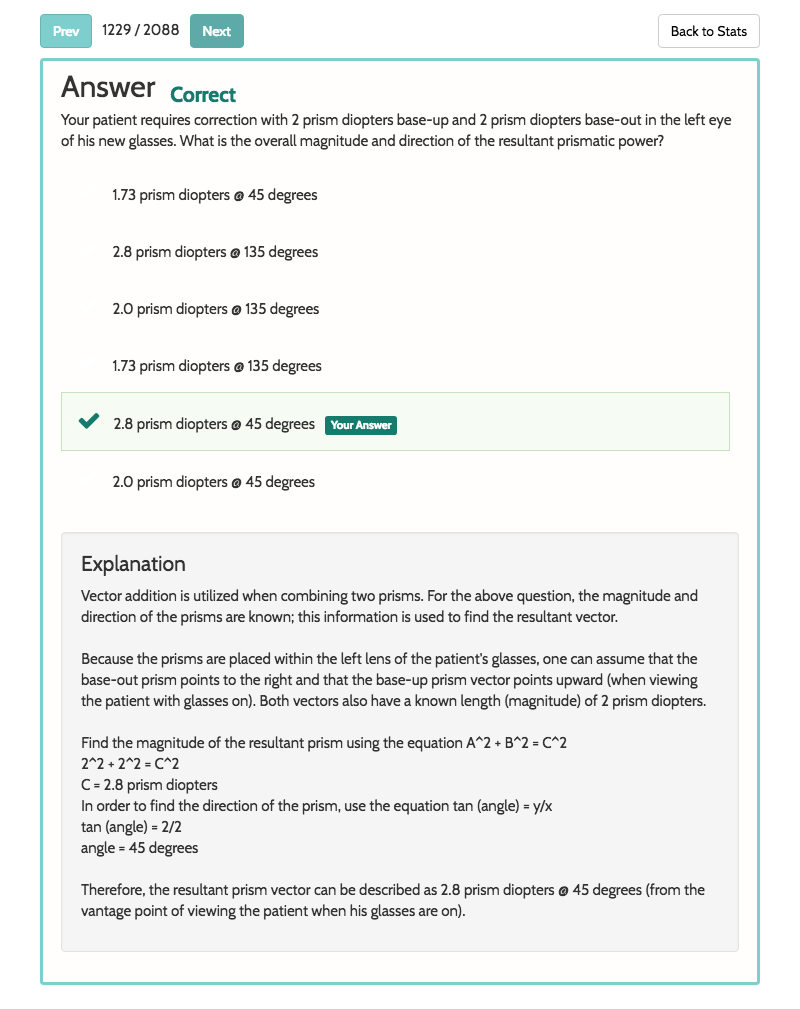 Prev 1229 / 2088 Next Back to Stats
Answer Correct
Your patient requires correction with 2 prism diopters base-up and 2 prism diopters base-out in the left eye
of his new glasses. What is the overall magnitude and direction of the resultant prismatic power?
1.73 prism diopters @ 45 degrees
2.8 prism diopters @ 135 degrees
2.0 prism diopters @ 135 degrees
1.73 prism diopters @ 135 degrees
2.8 prism diopters @ 45 degrees Your Answer
2.0 prism diopters @ 45 degrees
Explanation
Vector addition is utilized when combining two prisms. For the above question, the magnitude and
direction of the prisms are known; this information is used to find the resultant vector.
Because the prisms are placed within the left lens of the patient's glasses, one can assume that the
base-out prism points to the right and that the base-up prism vector points upward (when viewing
the patient with glasses on). Both vectors also have a known length (magnitude) of 2 prism diopters.
Find the magnitude of the resultant prism using the equation A^2 + B^2 = C^2
2^2 + 2^2 = C^2
C = 2.8 prism diopters
In order to find the direction of the prism, use the equation tan (angle) = y/x
tan (angle) = 2/2
angle = 45 degrees
Therefore, the resultant prism vector can be described as 2.8 prism diopters @ 45 degrees (from the
vantage point of viewing the patient when his glasses are on).